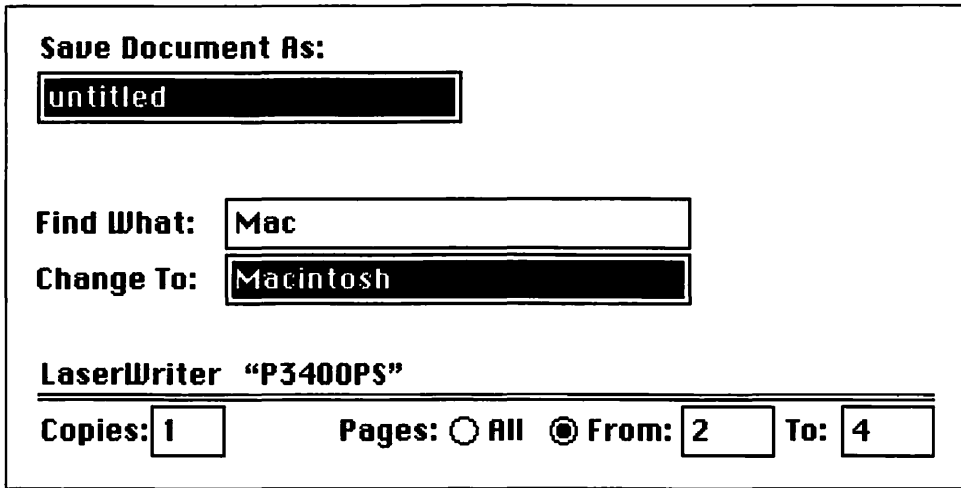 Save Document As:
untitled
Find What: Mac
Change To: Macintosh
LaserWriter “P3400PS”
Copies: 1 Pages: All From: 2 To: 4